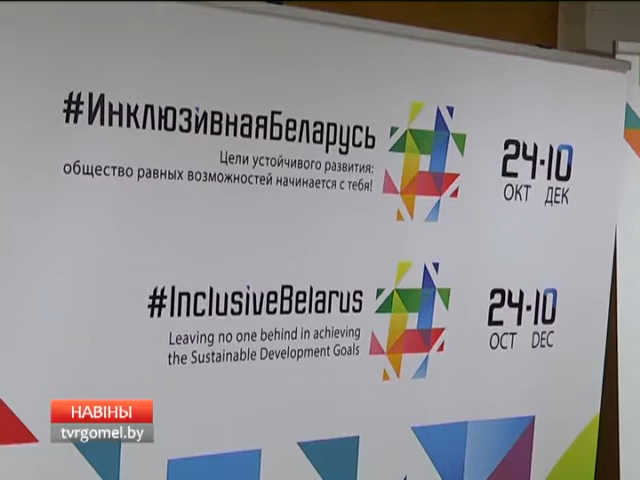 #ИнклюзивнаяБеларусь
Цели устойчивого развития:
общество равных возможностей начинается с тебя!
24-10
ОКТ ДЕК
#InclusiveBelarus
Leaving no one behind in achieving
the Sustainable Development Goals
24-10
OCT DEC
НАВІНЫ
tvrgomel.by